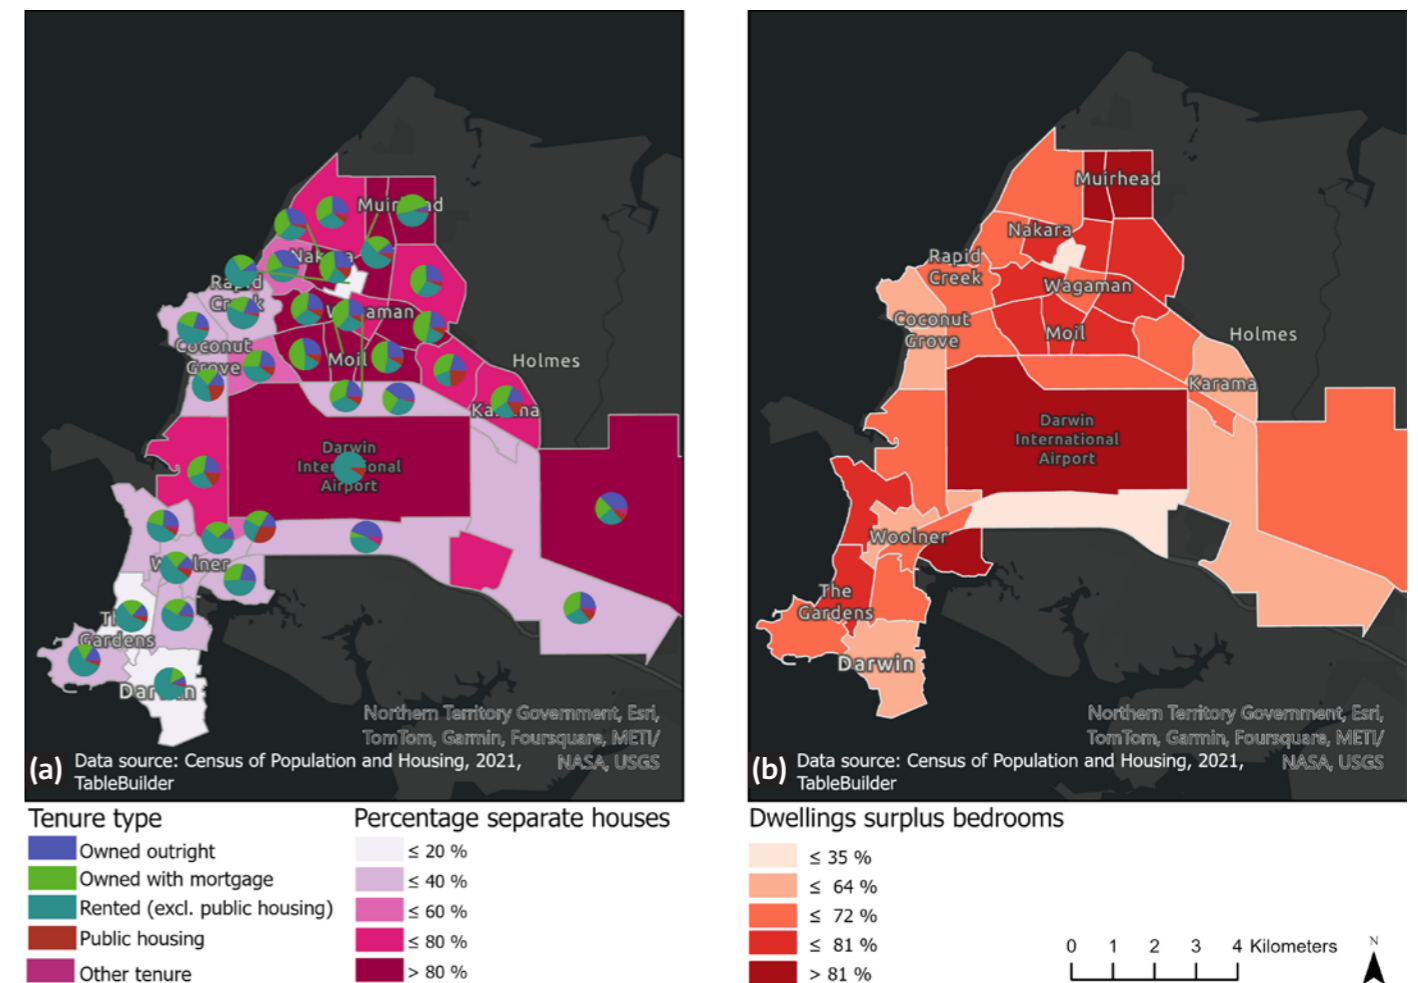 Muirhead
Nakara
Rapid
Creek
Wagaman
Coconut
Grove
Moil
Holmes
Karama
Darwin
International
Airport
Woolner
The
Gardens
Darwin
Northern Territory Government, Esri,
TomTom, Garmin, Foursquare, METI/
NASA, USGS
(a) Data source: Census of Population and Housing, 2021,
TableBuilder
Tenure type
Owned outright
Owned with mortgage
Rented (excl. public housing)
Public housing
Other tenure
Percentage separate houses
≤ 20 %
≤ 40 %
≤ 60 %
≤ 80 %
> 80 %
Muirhead
Nakara
Rapid
Creek
Wagaman
Coconut
Grove
Moil
Holmes
Karama
Darwin
International
Airport
Woolner
The
Gardens
Darwin
Northern Territory Government, Esri,
TomTom, Garmin, Foursquare, METI/
NASA, USGS
(b) Data source: Census of Population and Housing, 2021,
TableBuilder
Dwellings surplus bedrooms
≤ 35 %
≤ 64 %
≤ 72 %
≤ 81 %
> 81 %
0 1 2 3 4 Kilometers
N